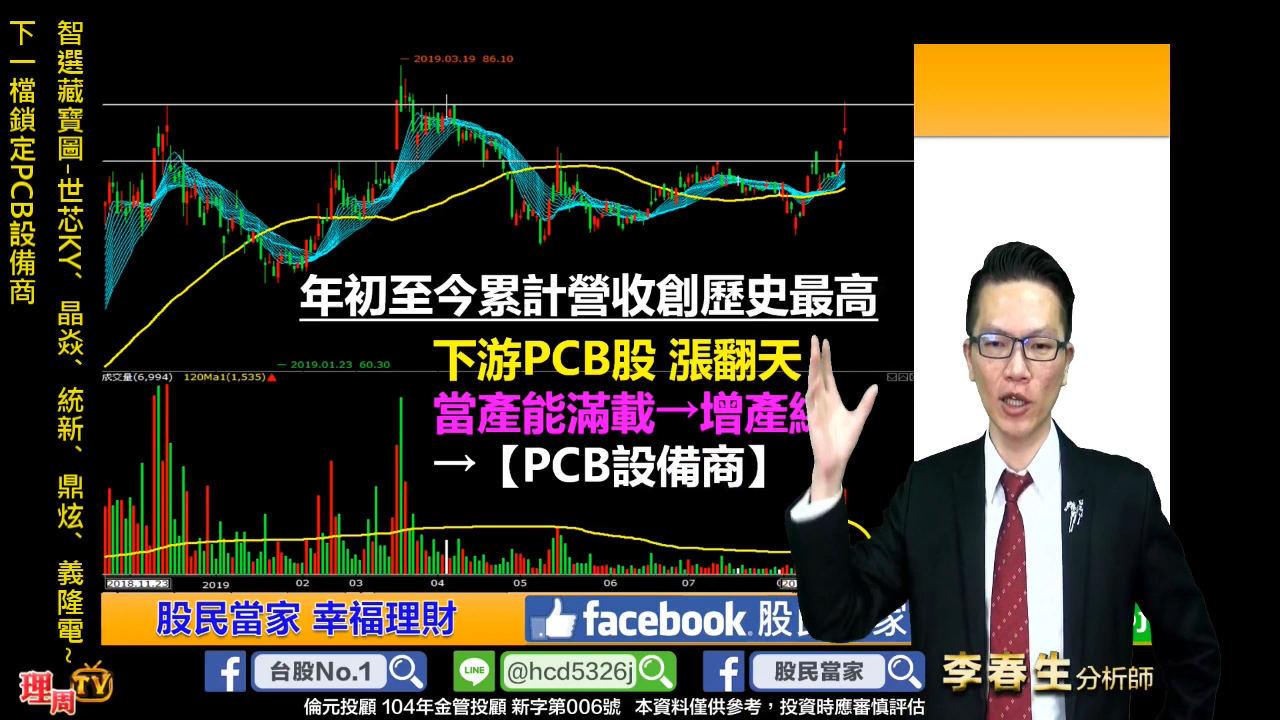 智選藏寶圖-世芯KY、晶焱、統新、鼎炫、義隆電~
下一檔鎖定PCB設備商
2019.03.19 86.10
年初至今累計營收創歷史最高
下游PCB股 漲翻天
2019.01.23 60.30
成交量(6,994) 120Ma1(1,535)
當產能滿載→增產
→【PCB設備商】
2018.11.23 2019 02 03 04 05 06 07
股民當家 幸福理財
facebook 股民當家
台股No.1
LINE @hcd5326j
股民當家
李春生分析師
理周TV
倫元投顧 104年金管投顧 新字第006號 本資料僅供參考，投資時應審慎評估